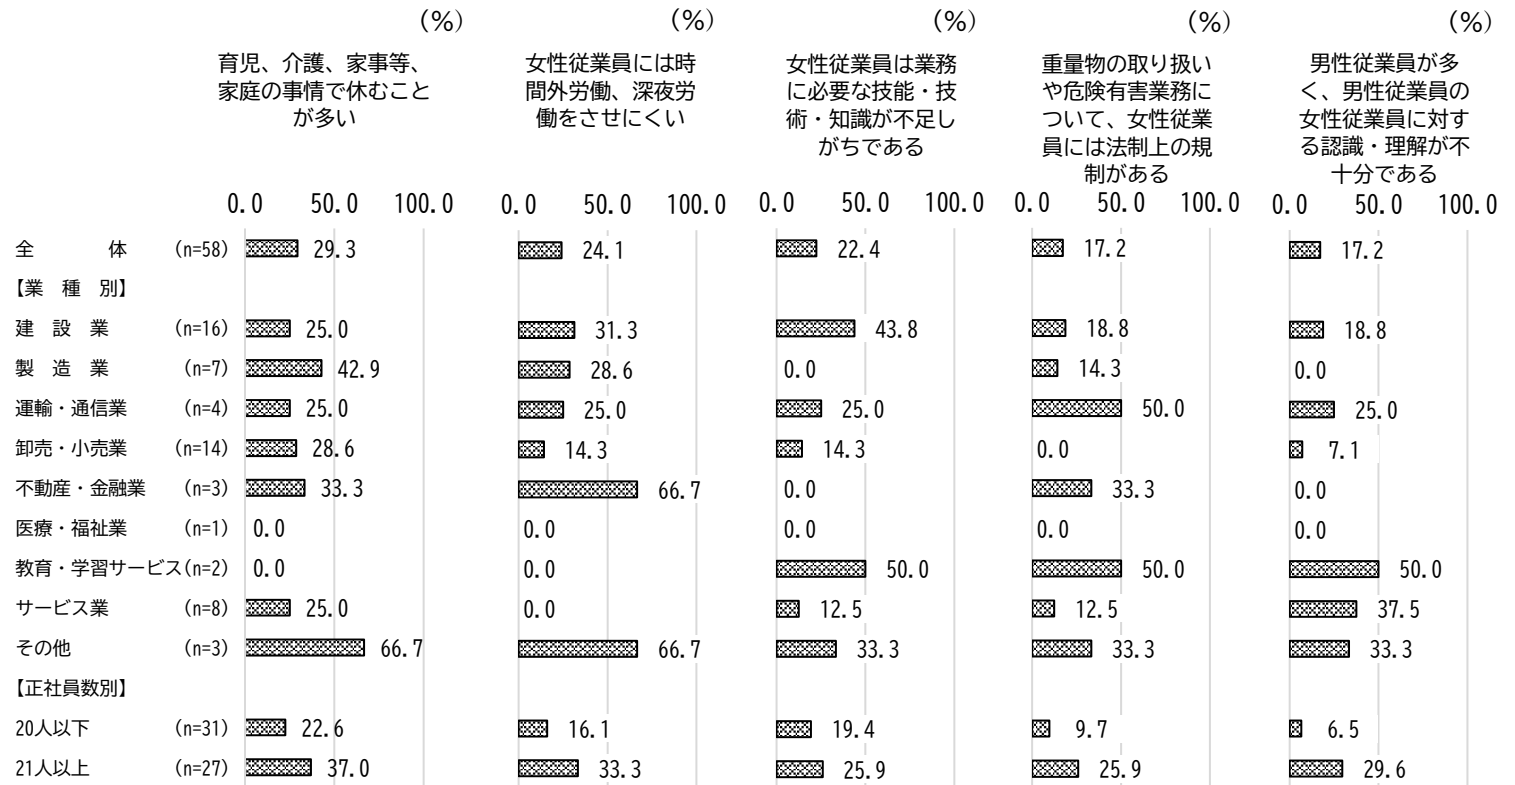 (%) (%) (%) (%) (%)
育児、介護、家事等、
家庭の事情で休むこと
が多い
女性従業員には時
間外労働、深夜労
働をさせにくい
女性従業員は業務
に必要な技能・技
術・知識が不足し
がちである
重量物の取り扱い
や危険有害業務に
ついて、女性従業
員には法制上の規
制がある
男性従業員が多
く、男性従業員の
女性従業員に対す
る認識・理解が不
十分である
0.0 50.0 100.0 0.0 50.0 100.0 0.0 50.0 100.0 0.0 50.0 100.0 0.0 50.0 100.0
全　　　　体 (n=58) 29.3 24.1 22.4 17.2 17.2
【業　種　別】
建　設　業 (n=16) 25.0 31.3 43.8 18.8 18.8
製　造　業 (n=7) 42.9 28.6 0.0 14.3 0.0
運輸・通信業 (n=4) 25.0 25.0 25.0 50.0 25.0
卸売・小売業 (n=14) 28.6 14.3 14.3 0.0 7.1
不動産・金融業 (n=3) 33.3 66.7 0.0 33.3 0.0
医療・福祉業 (n=1) 0.0 0.0 0.0 0.0 0.0
教育・学習サービス(n=2) 0.0 0.0 50.0 50.0 50.0
サービス業 (n=8) 25.0 0.0 12.5 12.5 37.5
その他 (n=3) 66.7 66.7 33.3 33.3 33.3
【正社員数別】
20人以下 (n=31) 22.6 16.1 19.4 9.7 6.5
21人以上 (n=27) 37.0 33.3 25.9 25.9 29.6